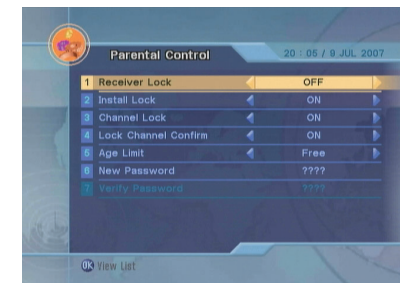 Parental Control 20 : 05 / 9 JUL 2007
1 Receiver Lock OFF
2 Install Lock ON
3 Channel Lock ON
4 Lock Channel Confirm ON
5 Age Limit Free
6 New Password ????
7 Verify Password ????
OK View List